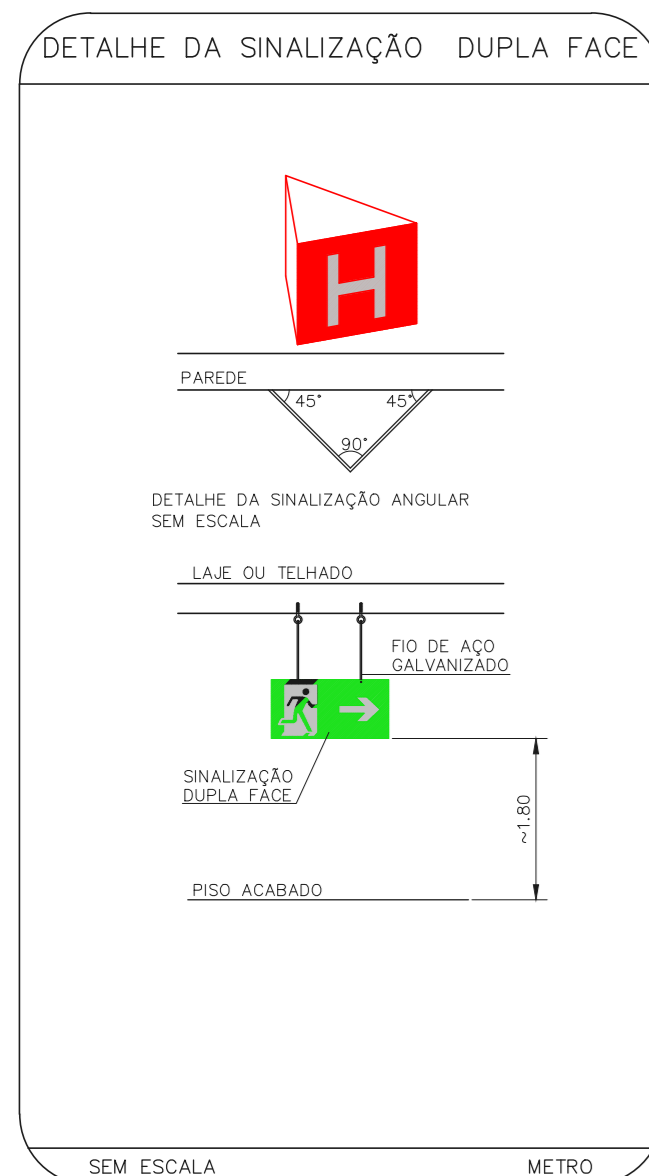 DETALHE DA SINALIZAÇÃO DUPLA FACE
H
PAREDE
45°
45°
90°
DETALHE DA SINALIZAÇÃO ANGULAR
SEM ESCALA
LAJE OU TELHADO
FIO DE AÇO
GALVANIZADO
SINALIZAÇÃO
DUPLA FACE
~1.80
PISO ACABADO
SEM ESCALA
METRO